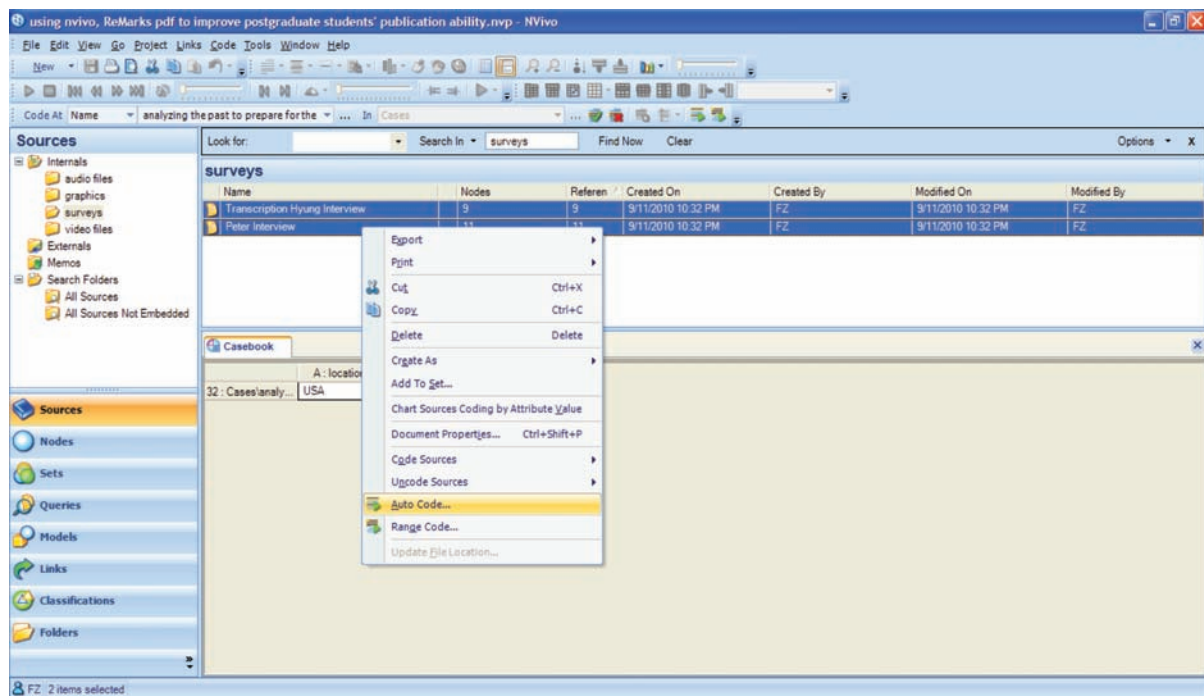 using nvivo, ReMarks pdf to improve postgraduate students' publication ability.nvp - NVivo
File Edit View Go Project Links Code Tools Window Help
New
Code At Name analyzing the past to prepare for the ... In Cases ...
Sources
Internals
audio files
graphics
surveys
video files
Externals
Memos
Search Folders
All Sources
All Sources Not Embedded
Sources
Nodes
Sets
Queries
Models
Links
Classifications
Folders
Look for: Search In surveys Find Now Clear Options x
surveys
Name Nodes Referen Created On Created By Modified On Modified By
Transcription Hyung Interview 9 9 9/11/2010 10:32 PM FZ 9/11/2010 10:32 PM FZ
Peter Interview 11 11 9/11/2010 10:32 PM FZ 9/11/2010 10:32 PM FZ
Export
Print
Cut Ctrl+X
Copy Ctrl+C
Delete Delete
Create As
Add To Set...
Chart Sources Coding by Attribute Value
Document Properties... Ctrl+Shift+P
Code Sources
Uncode Sources
Auto Code...
Range Code...
Update File Location...
Casebook
A : location
32 : Cases\analy... USA
FZ 2 items selected